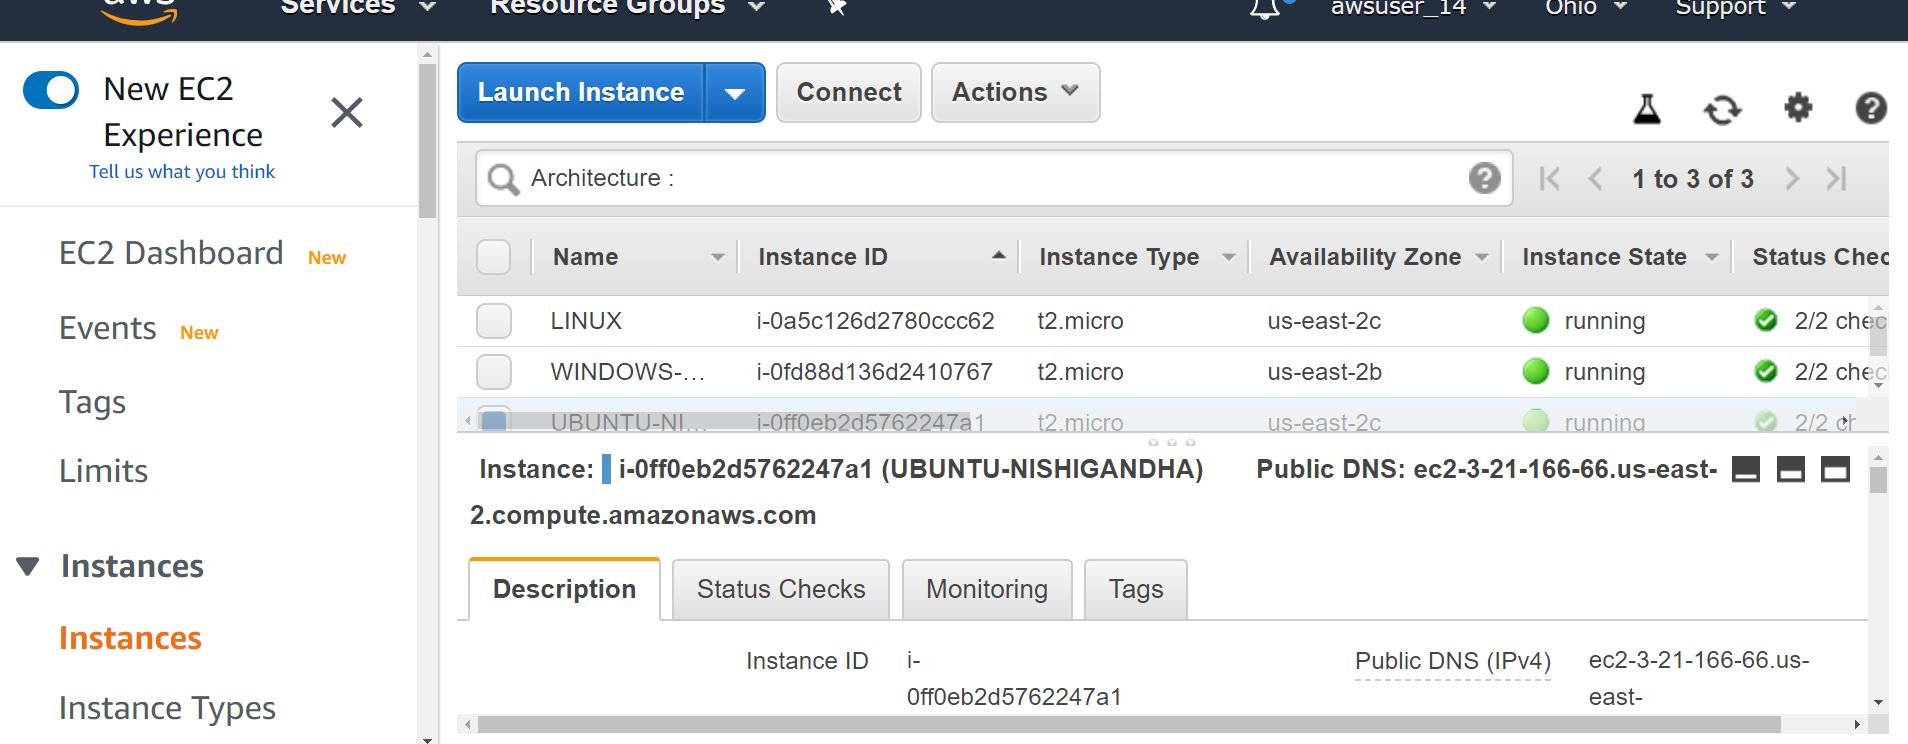 aws
Services
Resource Groups
awsuser_14
Ohio
Support
New EC2
Experience
Tell us what you think
EC2 Dashboard New
Events New
Tags
Limits
Instances
Instances
Instance Types
Launch Instance
Connect
Actions
Architecture :
1 to 3 of 3
Name Instance ID Instance Type Availability Zone Instance State Status Chec
LINUX i-0a5c126d2780ccc62 t2.micro us-east-2c running 2/2 chec
WINDOWS-... i-0fd88d136d2410767 t2.micro us-east-2b running 2/2 chec
UBUNTU-NI... i-0ff0eb2d5762247a1 t2.micro us-east-2c running 2/2 ch
Instance: i-0ff0eb2d5762247a1 (UBUNTU-NISHIGANDHA) Public DNS: ec2-3-21-166-66.us-east-
2.compute.amazonaws.com
Description
Status Checks
Monitoring
Tags
Instance ID i-
0ff0eb2d5762247a1
Public DNS (IPv4) ec2-3-21-166-66.us-
east-